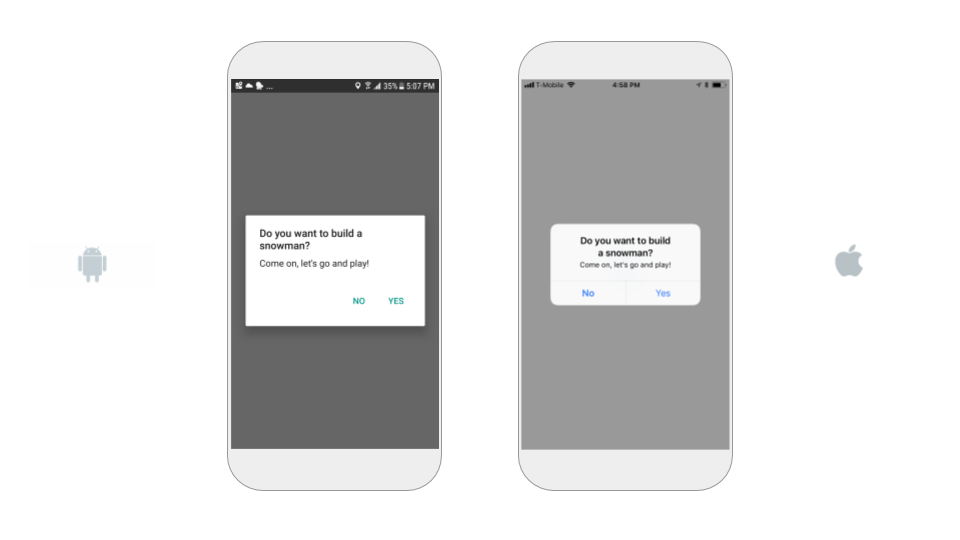 ... 35% 5:07 PM
Do you want to build a
snowman?
Come on, let's go and play!
NO YES
T-Mobile 4:58 PM
Do you want to build
a snowman?
Come on, let's go and play!
No Yes